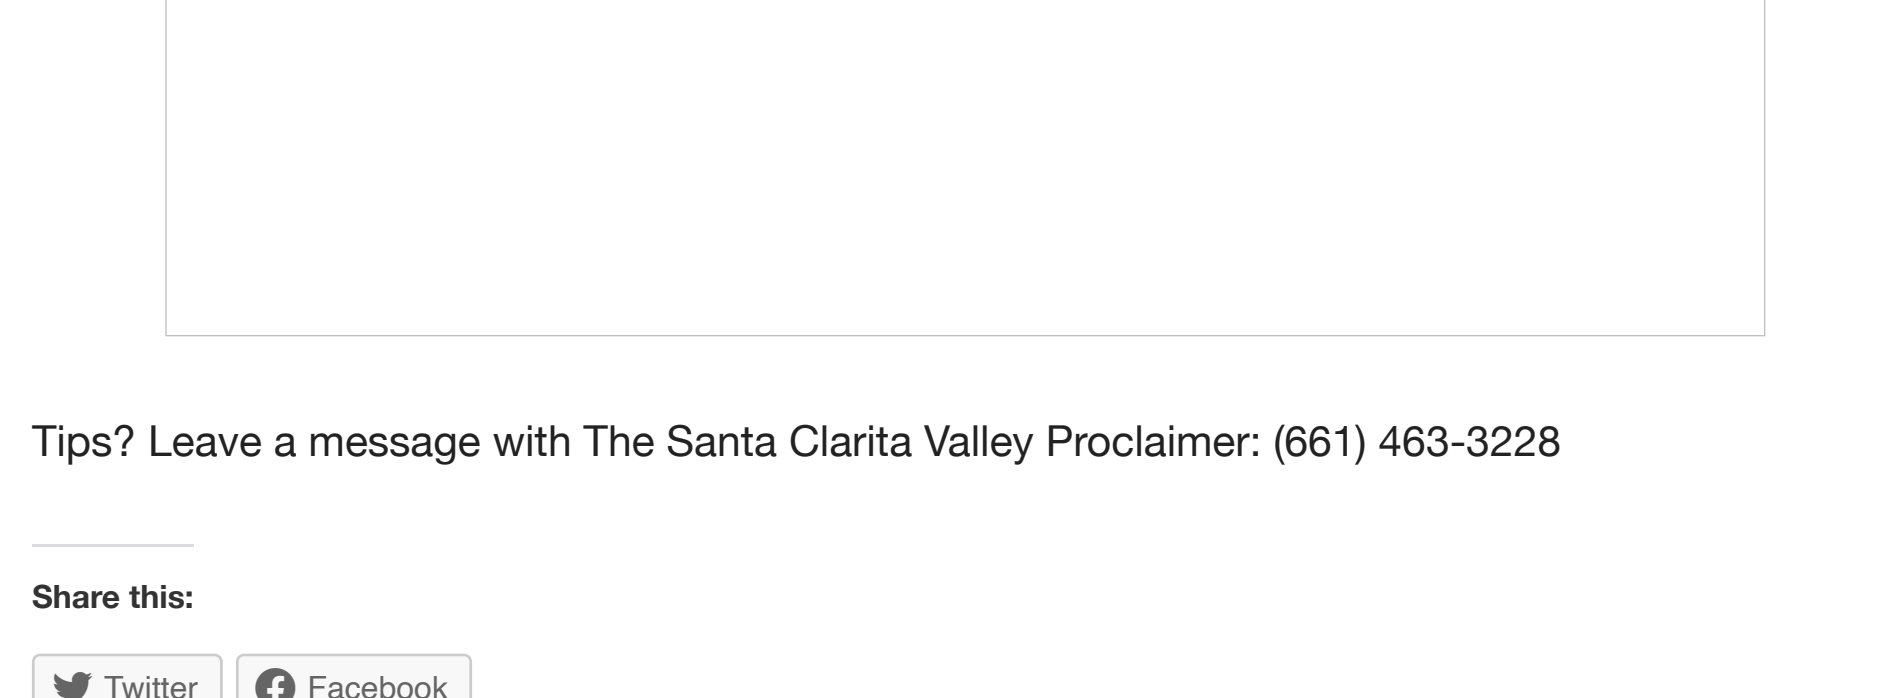 Tips? Leave a message with The Santa Clarita Valley Proclaimer: (661) 463-3228
Share this:
Twitter Facebook